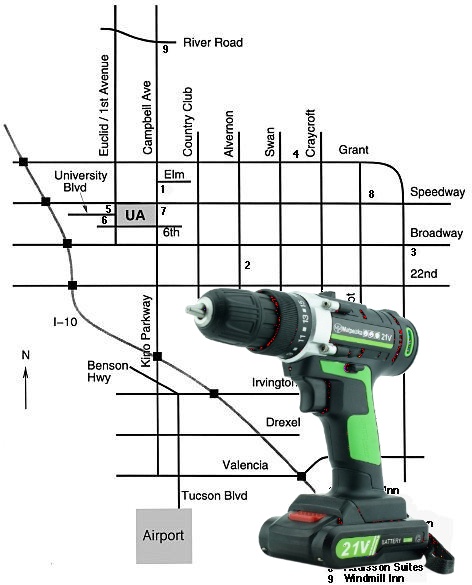 9 River Road
Euclid / 1st Avenue
Campbell Ave
Country Club
Alvernon
Swan
Craycroft
4
Grant
University
Blvd
Elm
1
8
Speedway
5
UA
7
6
6th
Broadway
3
2
22nd
I-10
Kino Parkway
21V
N
Benson
Hwy
Irvington
Drexel
Valencia
Inn
Tucson Blvd
Airport
21V BATTERY
Radisson Suites
9 Windmill Inn